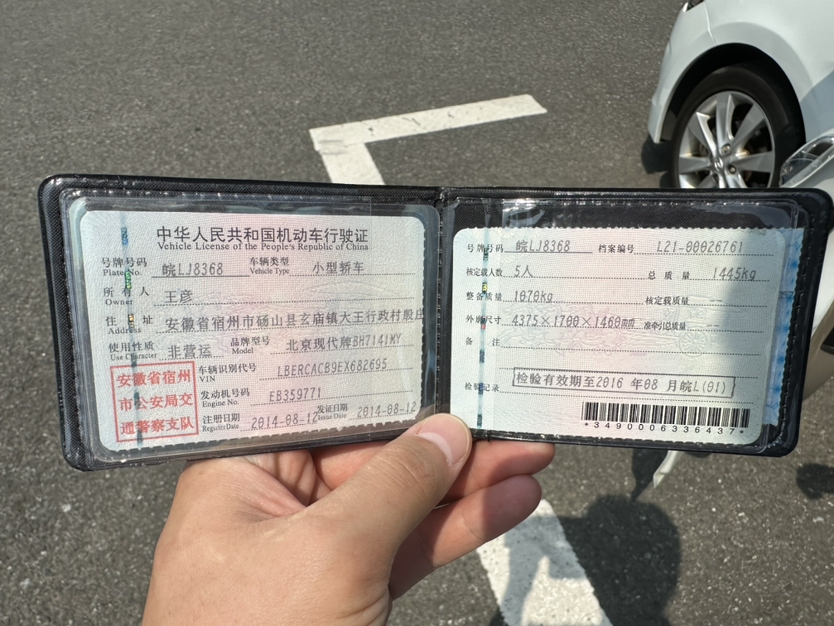 中华人民共和国机动车行驶证
Vehicle License of the People's Republic of China
号牌号码 Plate No. 皖LJ8368 车辆类型 Vehicle Type 小型轿车
所有人 Owner 王彦
住址 Address 安徽省宿州市砀山县玄庙镇大王行政村殷庄
使用性质 Use Character 非营运 品牌型号 Model 北京现代牌BH7141MY
安徽省宿州市公安局交通警察支队
车辆识别代号 VIN LBERCACB9EX682695
发动机号码 Engine No. EB359771
注册日期 Register Date 2014-08-12 发证日期 Issue Date 2014-08-12
号牌号码 皖LJ8368 档案编号 L21-00026761
核定载人数 5人 总质量 1445kg
整备质量 1070kg 核定载质量 --
外廓尺寸 4375×1700×1460mm 准牵引总质量 --
备注
检验记录 检验有效期至2016年08月皖L(01)
*3490006336437*